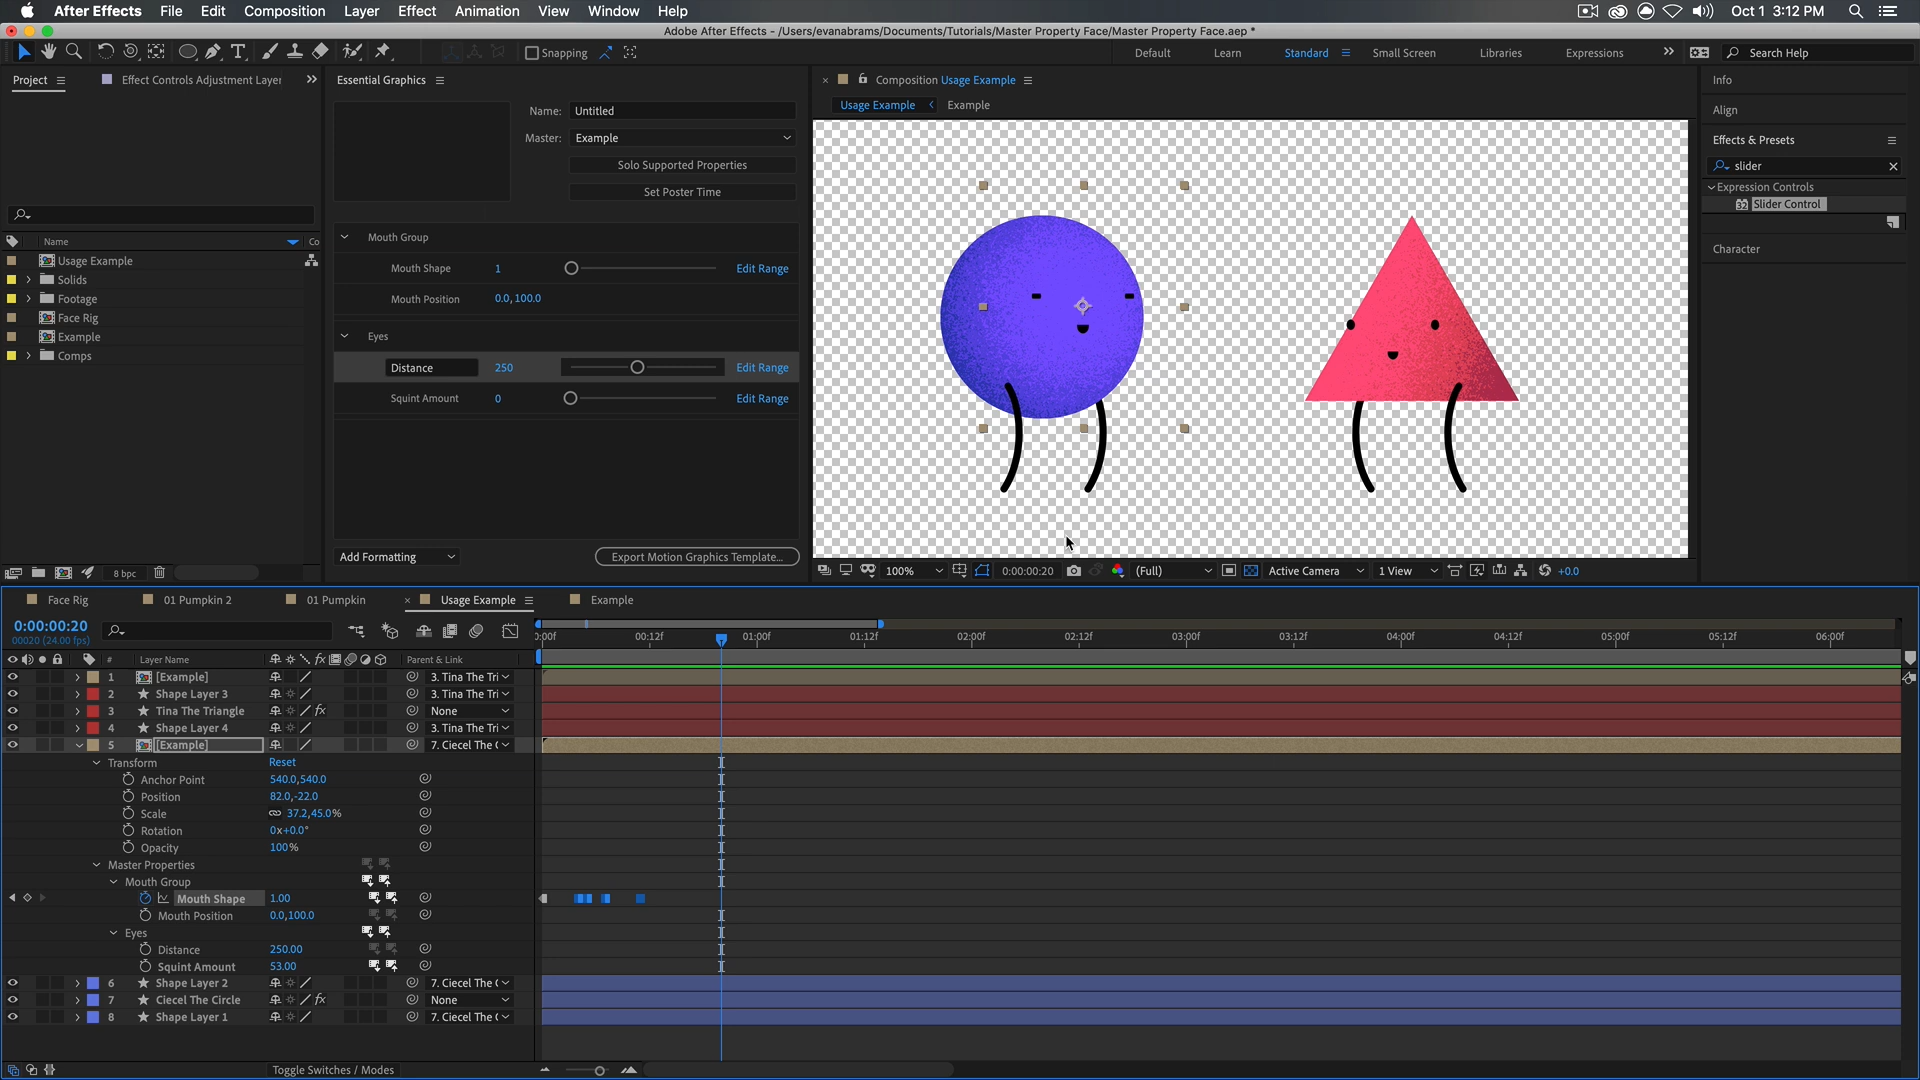 After Effects File Edit Composition Layer Effect Animation View Window Help Oct 1 3:12 PM
Adobe After Effects - /Users/evanabrams/Documents/Tutorials/Master Property Face/Master Property Face.aep *
Snapping Default Learn Standard Small Screen Libraries Expressions Search Help
Project Effect Controls Adjustment Layer
Name Co
Usage Example
Solids
Footage
Face Rig
Example
Comps
8 bpc
Essential Graphics
Name: Untitled
Master: Example
Solo Supported Properties
Set Poster Time
Mouth Group
Mouth Shape 1 Edit Range
Mouth Position 0.0, 100.0
Eyes
Distance 250 Edit Range
Squint Amount 0 Edit Range
Add Formatting Export Motion Graphics Template...
Composition Usage Example
Usage Example Example
100% 0:00:00:20 (Full) Active Camera 1 View +0.0
Info
Align
Effects & Presets
slider
Expression Controls
32 Slider Control
Character
Face Rig 01 Pumpkin 2 01 Pumpkin Usage Example Example
0:00:00:20
00020 (24.00 fps)
0:00f 00:12f 01:00f 01:12f 02:00f 02:12f 03:00f 03:12f 04:00f 04:12f 05:00f 05:12f 06:00f
# Layer Name fx Parent & Link
1 [Example] 3. Tina The Tri
2 Shape Layer 3 3. Tina The Tri
3 Tina The Triangle fx None
4 Shape Layer 4 3. Tina The Tri
5 [Example] 7. Ciecel The (
Transform Reset
Anchor Point 540.0,540.0
Position 82.0,-22.0
Scale 37.2,45.0%
Rotation 0x+0.0°
Opacity 100%
Master Properties
Mouth Group
Mouth Shape 1.00
Mouth Position 0.0,100.0
Eyes
Distance 250.00
Squint Amount 53.00
6 Shape Layer 2 7. Ciecel The (
7 Ciecel The Circle fx None
8 Shape Layer 1 7. Ciecel The (
Toggle Switches / Modes